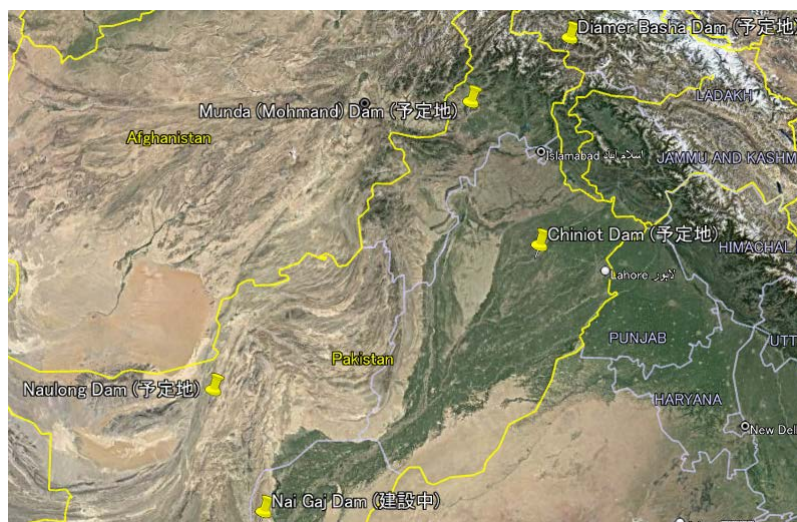 Diamer Basha Dam (予定地)
LADAKH
Munda (Mohmand) Dam (予定地)
Afghanistan
Islamabad اسلام آباد
JAMMU AND KASHM
Chiniot Dam (予定地)
HIMACHAL
Lahore لاہور
PUNJAB
UTT
Pakistan
Naulong Dam (予定地)
HARYANA
New Del
Nai Gaj Dam (建設中)